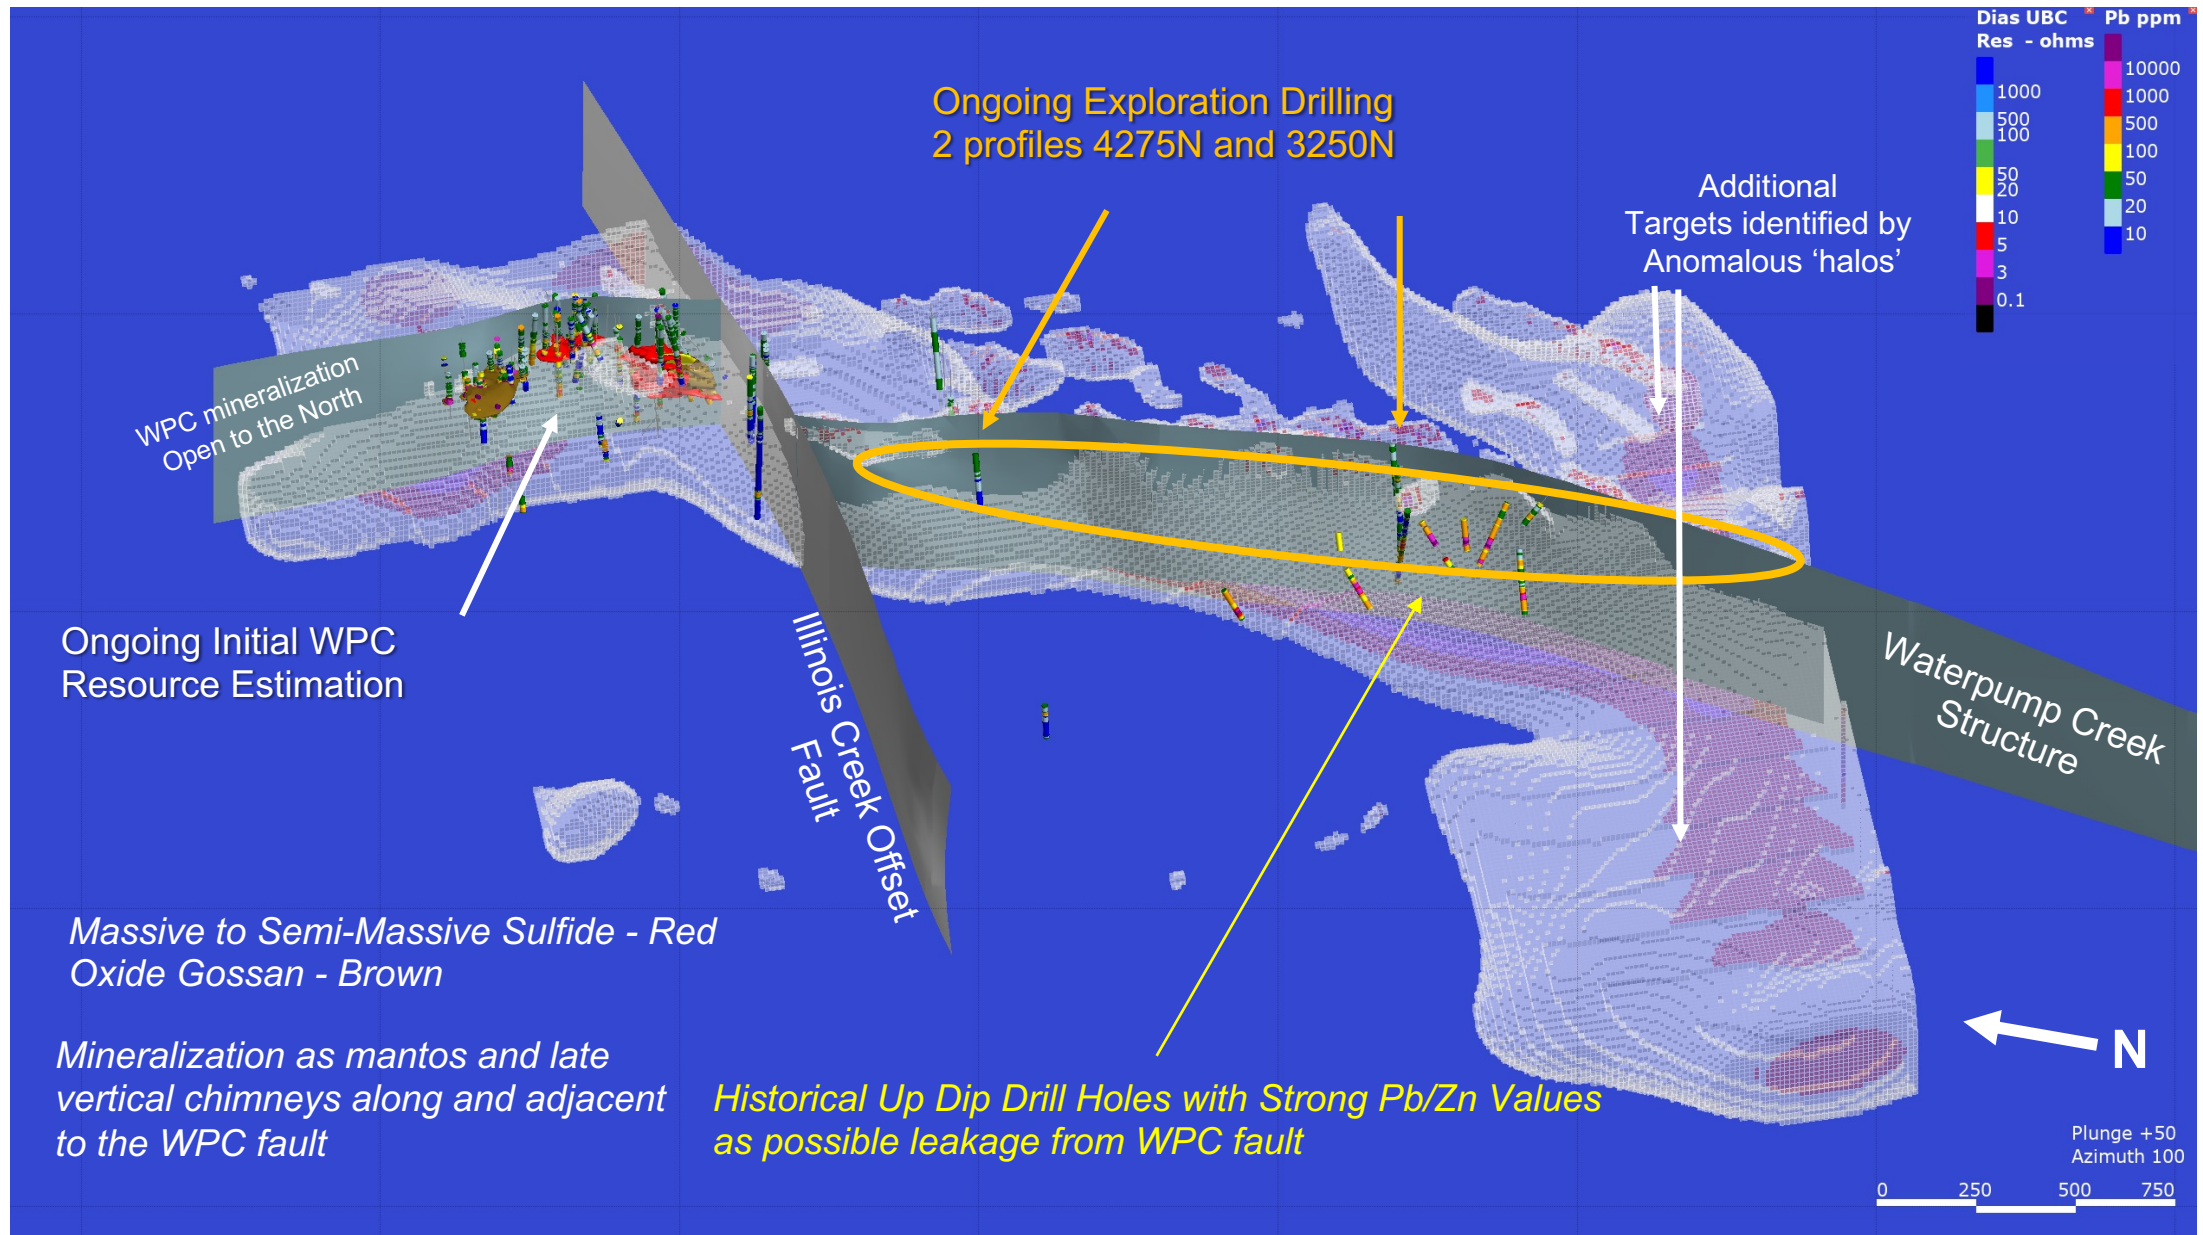 Dias UBC
Res - ohms
1000
500
100
50
20
10
5
3
0.1
Pb ppm
10000
1000
500
100
50
20
10
Ongoing Exploration Drilling
2 profiles 4275N and 3250N
Additional
Targets identified by
Anomalous ‘halos’
WPC mineralization
Open to the North
Ongoing Initial WPC
Resource Estimation
Illinois Creek Offset
Fault
Waterpump Creek
Structure
Massive to Semi-Massive Sulfide - Red
Oxide Gossan - Brown
Mineralization as mantos and late
vertical chimneys along and adjacent
to the WPC fault
Historical Up Dip Drill Holes with Strong Pb/Zn Values
as possible leakage from WPC fault
N
Plunge +50
Azimuth 100
0 250 500 750